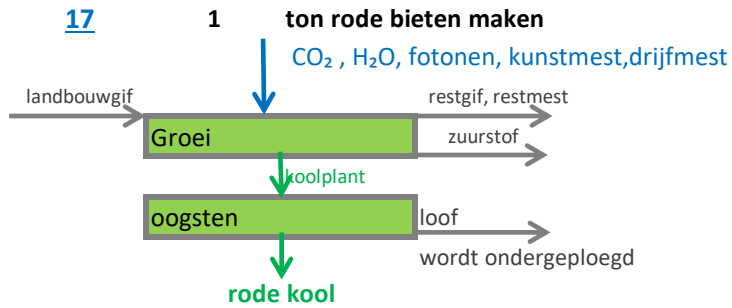 17 1 ton rode bieten maken
CO₂ , H₂O, fotonen, kunstmest,drijfmest
landbouwgif
restgif, restmest
Groei
zuurstof
koolplant
oogsten
loof
wordt ondergeploegd
rode kool